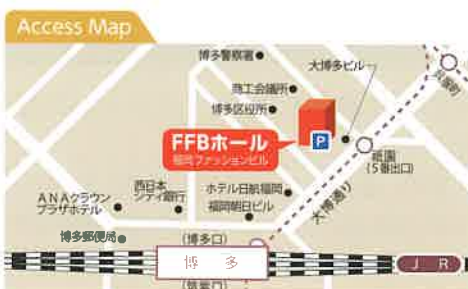 Access Map
博多警察署
大博多ビル
商工会議所
博多区役所
呉服町
FFBホール
福岡ファッションビル
P
祇園
(5番出口)
大博通り
ANAクラウン
プラザホテル
西日本
シティ銀行
ホテル日航福岡
福岡朝日ビル
博多郵便局
(博多口)
博 多
JR
(筑紫口)